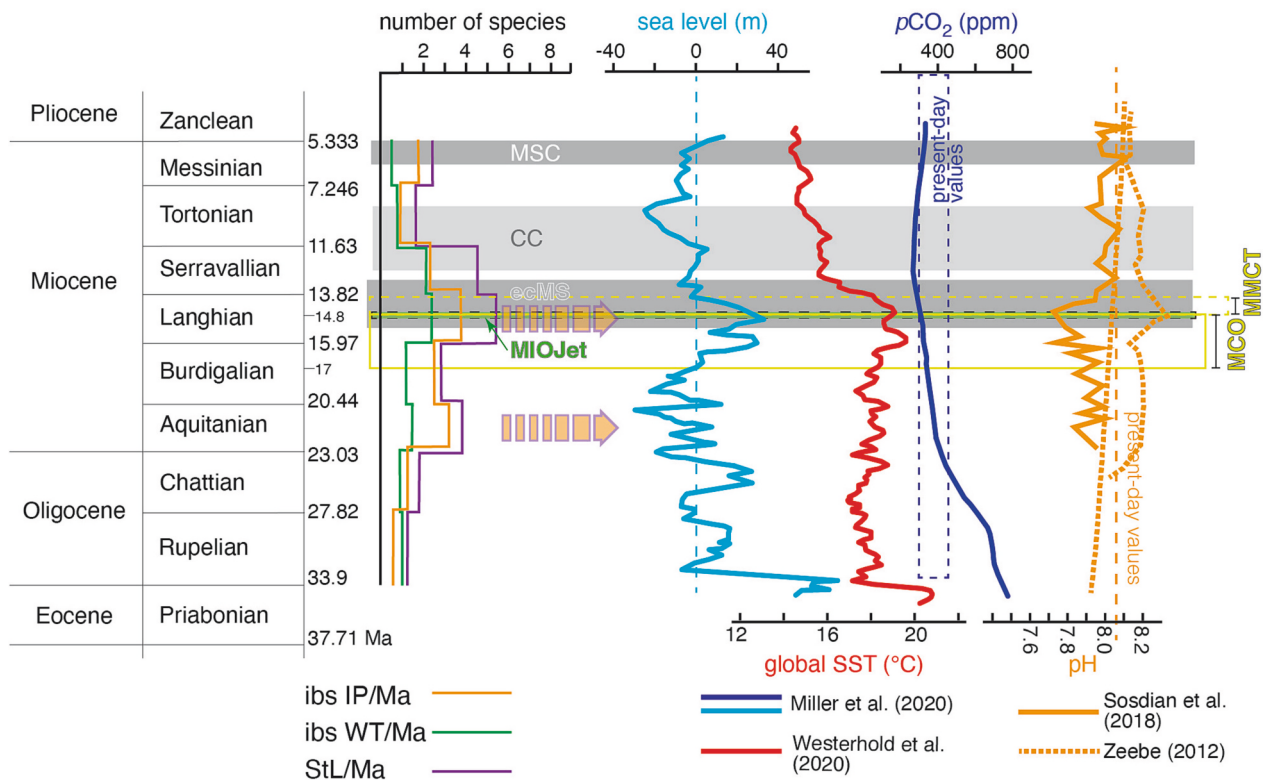 number of species
sea level (m)
pCO2 (ppm)
2 4 6 8
-40 0 40
400 800
Pliocene
Zanclean
5.333
MSC
present-day
values
Messinian
7.246
Tortonian
CC
11.63
Miocene
Serravallian
13.82
ecMS
MMCT
Langhian
14.8
MIOJet
15.97
MCO
Burdigalian
17
20.44
Aquitanian
23.03
present-day values
Chattian
27.82
Oligocene
Rupelian
33.9
Eocene
Priabonian
37.71 Ma
12 16 20
7.6 7.8 8.0 8.2
global SST (°C)
pH
ibs IP/Ma
ibs WT/Ma
StL/Ma
Miller et al. (2020)
Westerhold et al.
(2020)
Sosdian et al.
(2018)
Zeebe (2012)